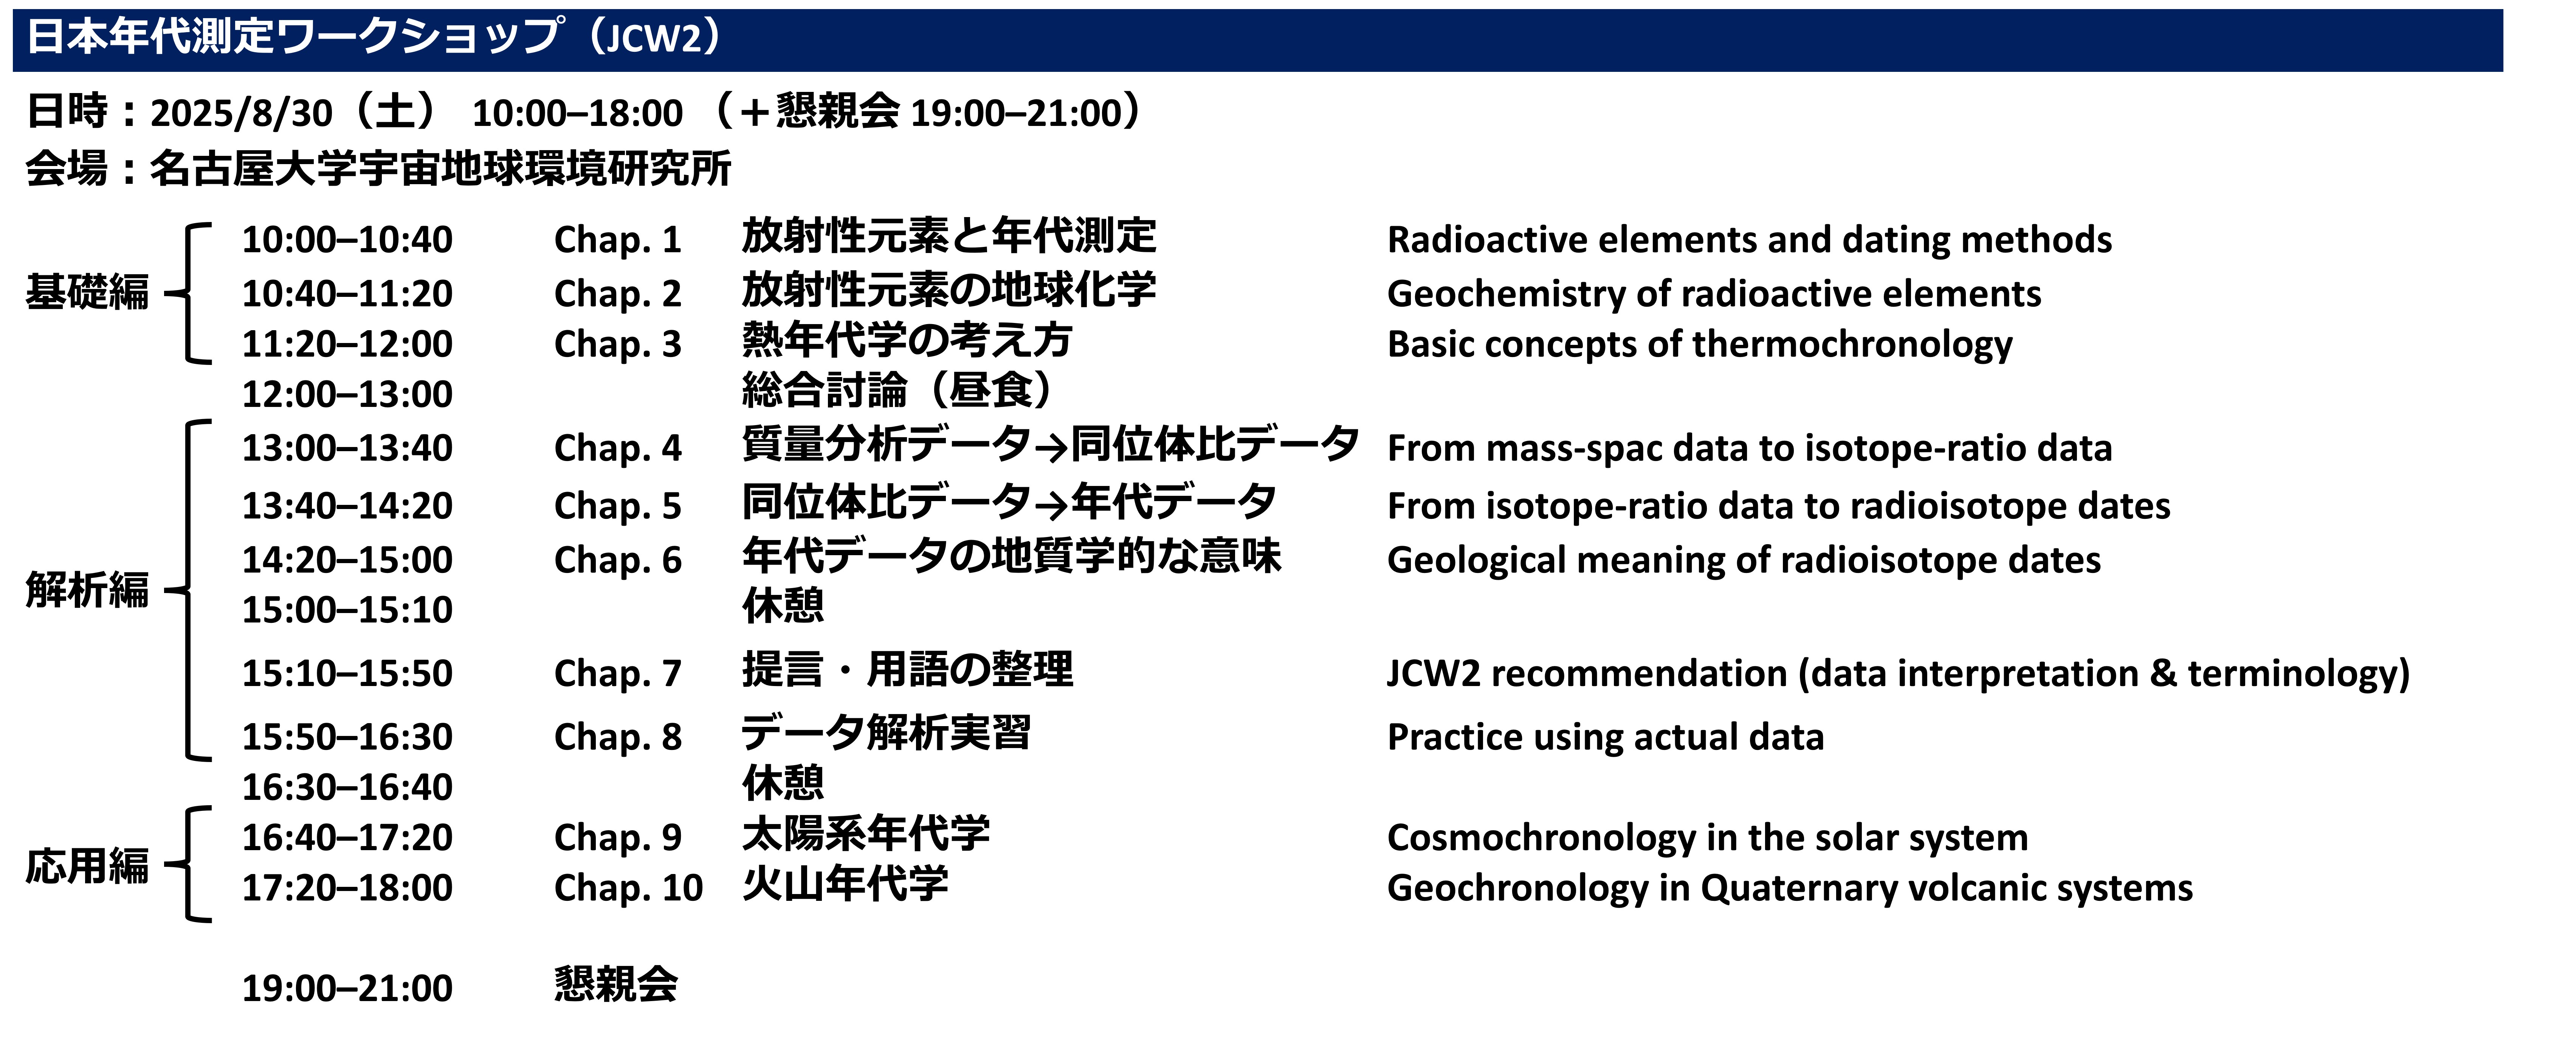 日本年代測定ワークショップ（JCW2）
日時：2025/8/30（土） 10:00–18:00 （＋懇親会 19:00–21:00）
会場：名古屋大学宇宙地球環境研究所
基礎編
10:00–10:40 Chap. 1 放射性元素と年代測定 Radioactive elements and dating methods
10:40–11:20 Chap. 2 放射性元素の地球化学 Geochemistry of radioactive elements
11:20–12:00 Chap. 3 熱年代学の考え方 Basic concepts of thermochronology
12:00–13:00 総合討論（昼食）
解析編
13:00–13:40 Chap. 4 質量分析データ→同位体比データ From mass-spac data to isotope-ratio data
13:40–14:20 Chap. 5 同位体比データ→年代データ From isotope-ratio data to radioisotope dates
14:20–15:00 Chap. 6 年代データの地質学的な意味 Geological meaning of radioisotope dates
15:00–15:10 休憩
15:10–15:50 Chap. 7 提言・用語の整理 JCW2 recommendation (data interpretation & terminology)
15:50–16:30 Chap. 8 データ解析実習 Practice using actual data
16:30–16:40 休憩
応用編
16:40–17:20 Chap. 9 太陽系年代学 Cosmochronology in the solar system
17:20–18:00 Chap. 10 火山年代学 Geochronology in Quaternary volcanic systems
19:00–21:00 懇親会